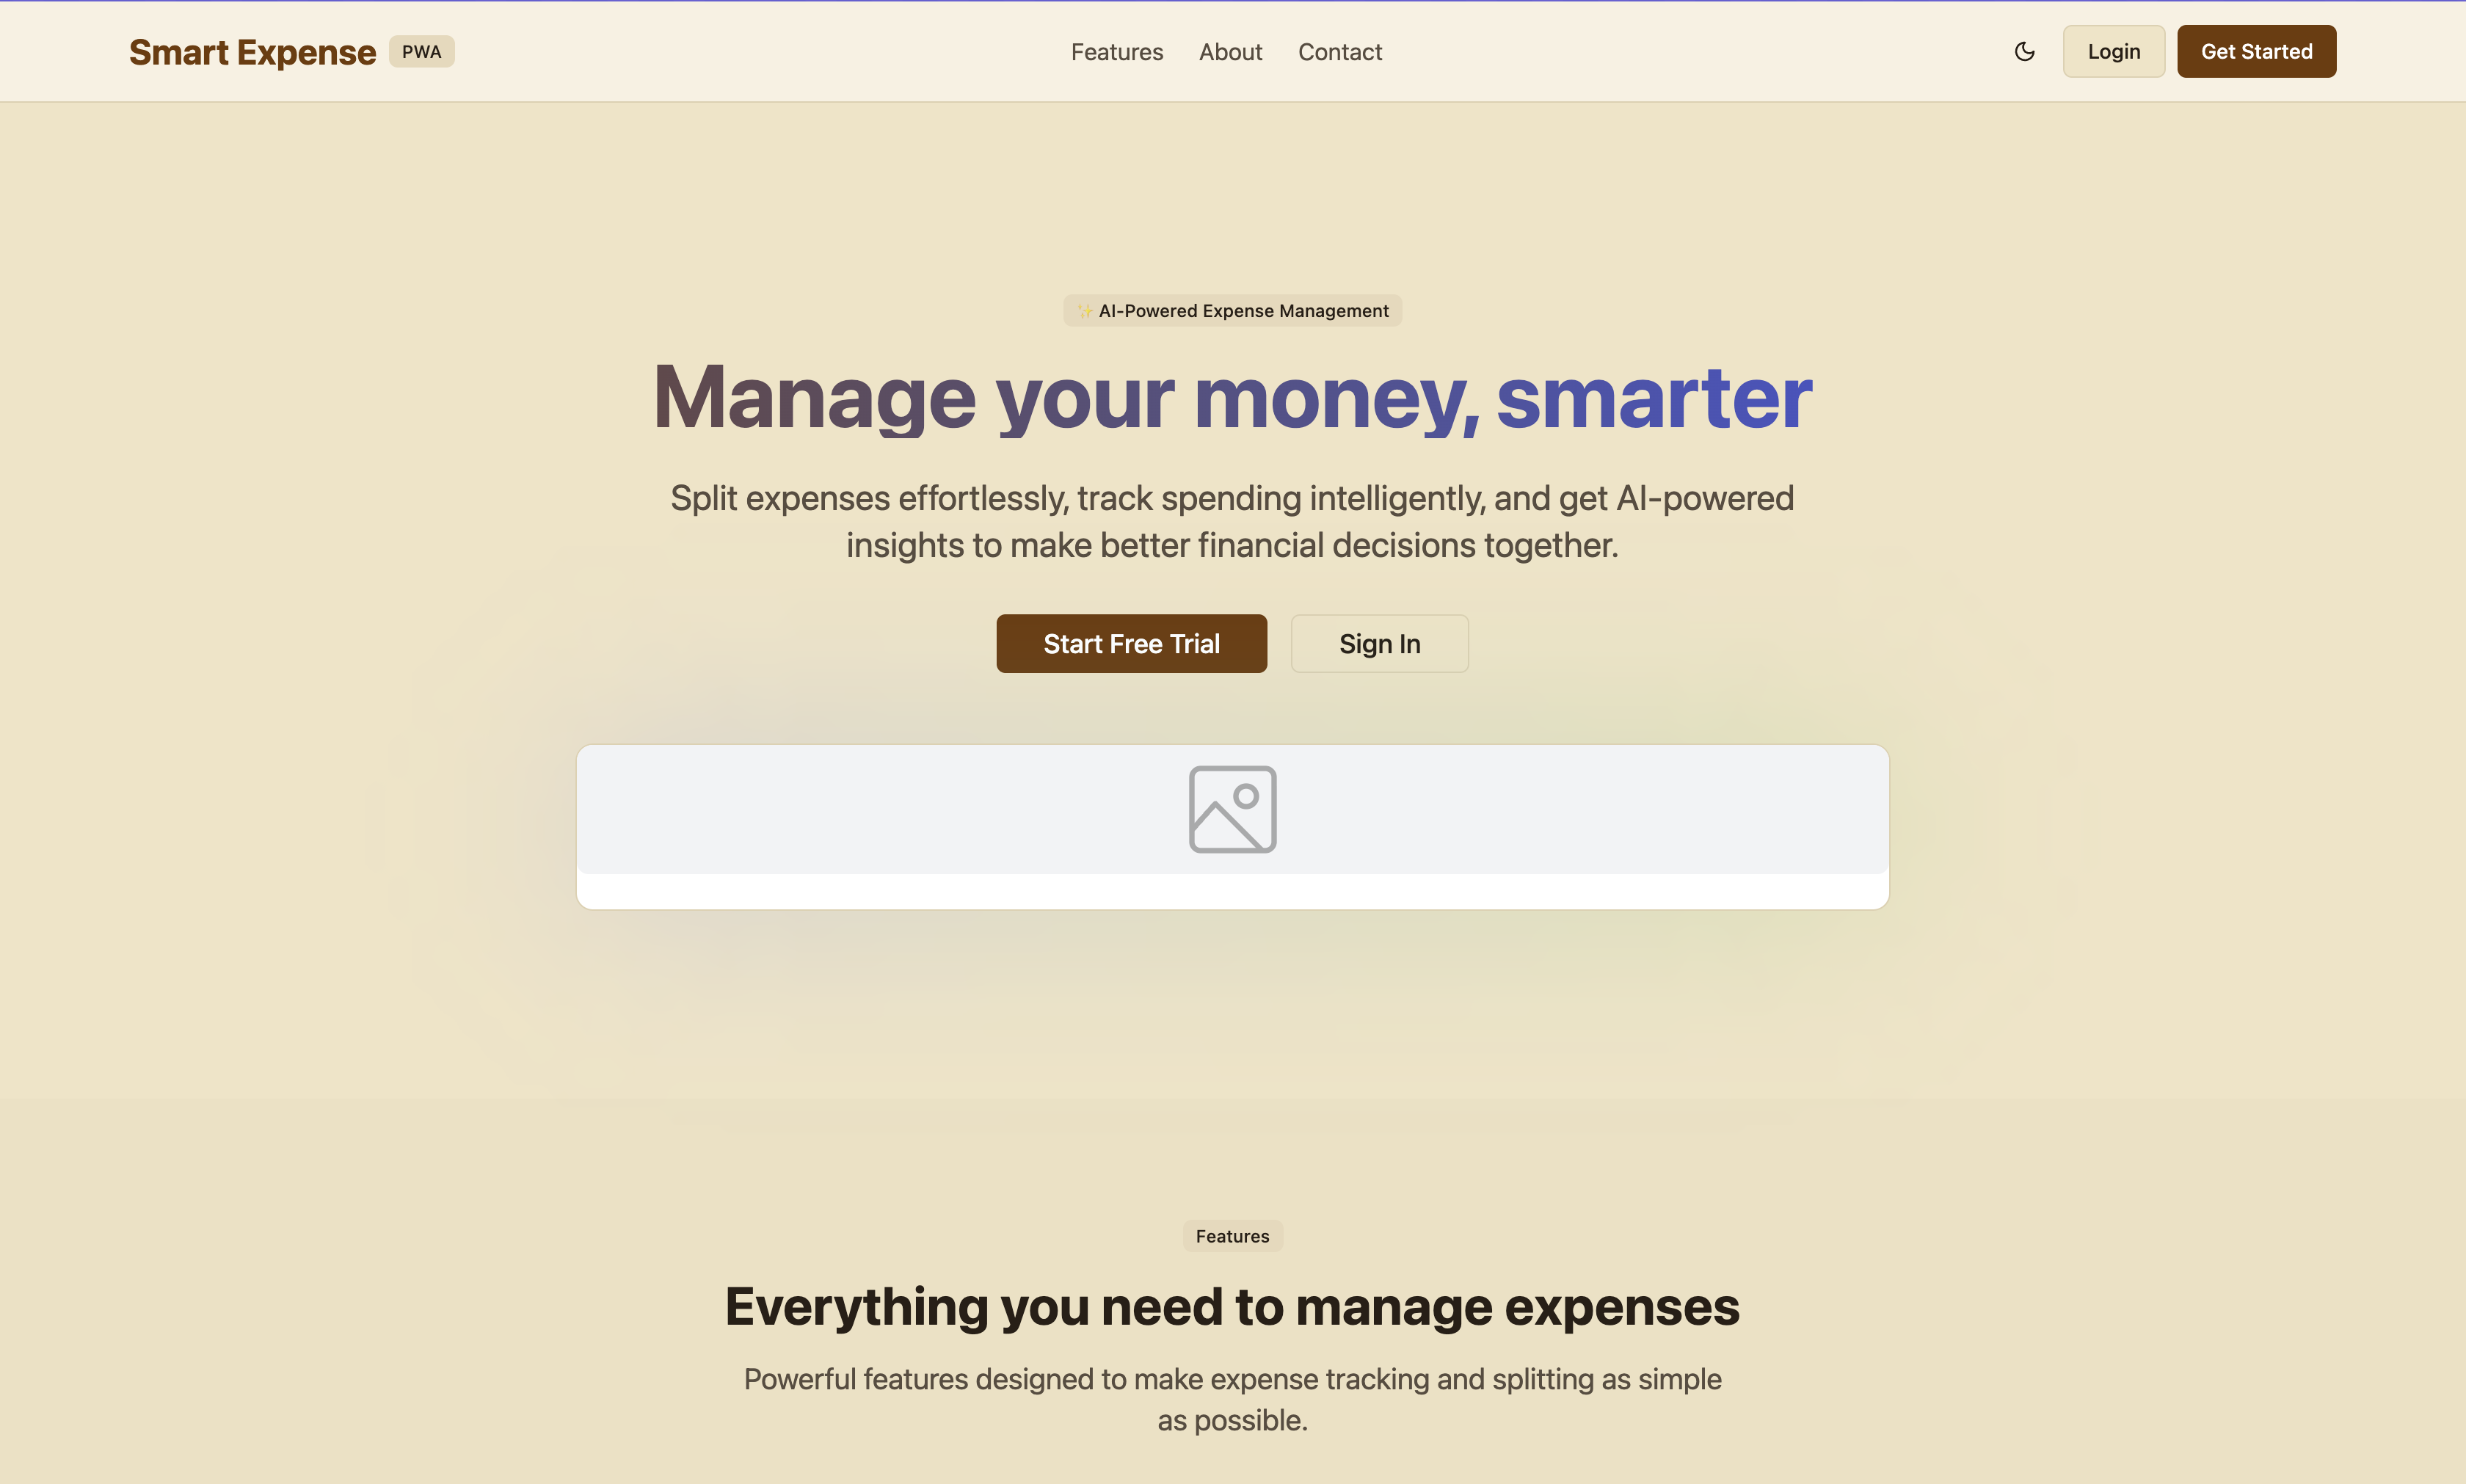 Smart Expense PWA
Features About Contact
Login Get Started
✨ AI-Powered Expense Management
Manage your money, smarter
Split expenses effortlessly, track spending intelligently, and get AI-powered
insights to make better financial decisions together.
Start Free Trial Sign In
Features
Everything you need to manage expenses
Powerful features designed to make expense tracking and splitting as simple
as possible.